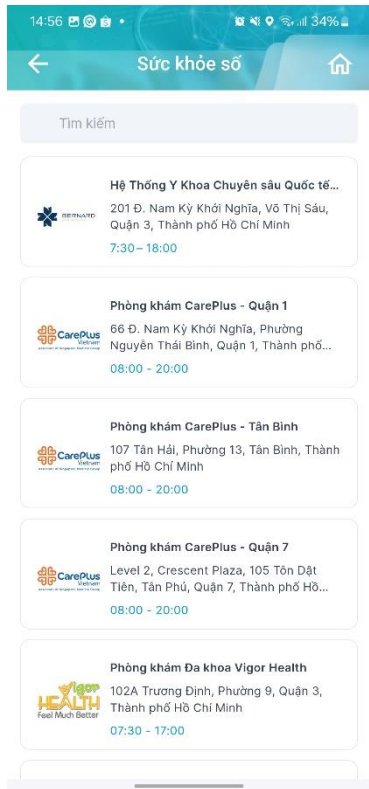 14:56 34%
Sức khỏe số
Tìm kiếm
Hệ Thống Y Khoa Chuyên sâu Quốc tế...
BERNARD
201 Đ. Nam Kỳ Khởi Nghĩa, Võ Thị Sáu,
Quận 3, Thành phố Hồ Chí Minh
7:30 – 18:00
Phòng khám CarePlus - Quận 1
CarePlus
Vietnam
66 Đ. Nam Kỳ Khởi Nghĩa, Phường
Nguyễn Thái Bình, Quận 1, Thành phố...
08:00 - 20:00
Phòng khám CarePlus - Tân Bình
CarePlus
Vietnam
107 Tân Hải, Phường 13, Tân Bình, Thành
phố Hồ Chí Minh
08:00 - 20:00
Phòng khám CarePlus - Quận 7
CarePlus
Vietnam
Level 2, Crescent Plaza, 105 Tôn Dật
Tiên, Tân Phú, Quận 7, Thành phố Hồ...
08:00 - 20:00
Phòng khám Đa khoa Vigor Health
Vigor
HEALTH
Feel Much Better
102A Trương Định, Phường 9, Quận 3,
Thành phố Hồ Chí Minh
07:30 - 17:00